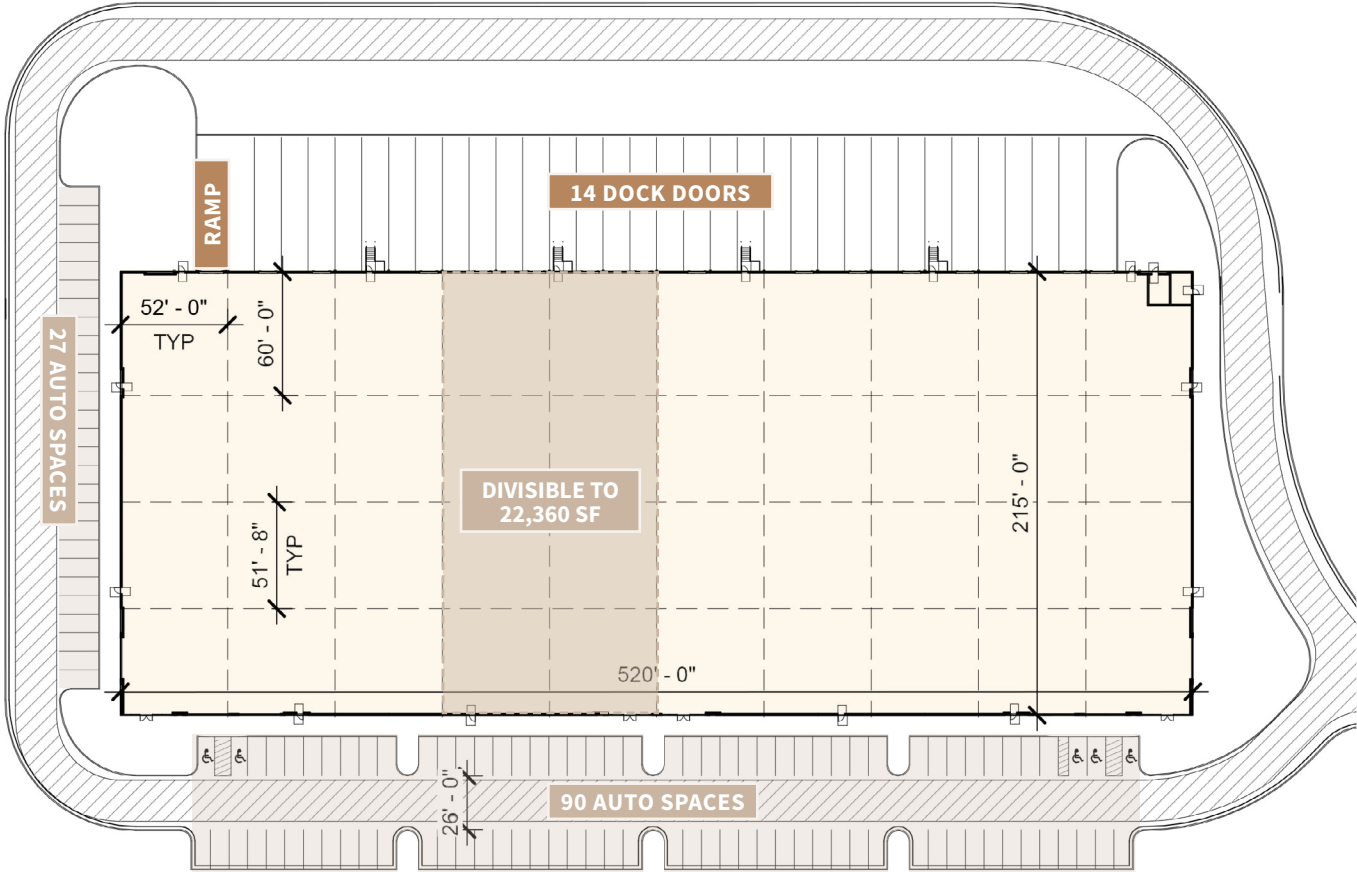 RAMP
14 DOCK DOORS
52' - 0"
TYP
60' - 0"
27 AUTO SPACES
DIVISIBLE TO
22,360 SF
215' - 0"
51' - 8"
TYP
520' - 0"
26' - 0"
90 AUTO SPACES